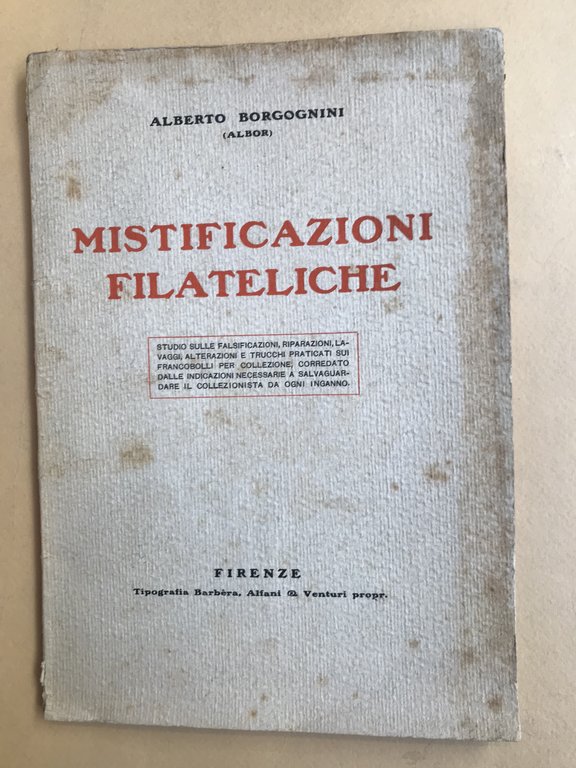 ALBERTO BORGOGNINI
(ALBOR)
MISTIFICAZIONI
FILATELICHE
STUDIO SULLE FALSIFICAZIONI, RIPARAZIONI, LA-
VAGGI, ALTERAZIONI E TRUCCHI PRATICATI SUI
FRANCOBOLLI PER COLLEZIONE, CORREDATO
DALLE INDICAZIONI NECESSARIE A SALVAGUAR-
DARE IL COLLEZIONISTA DA OGNI INGANNO.
FIRENZE
Tipografia Barbèra, Alfani & Venturi propr.